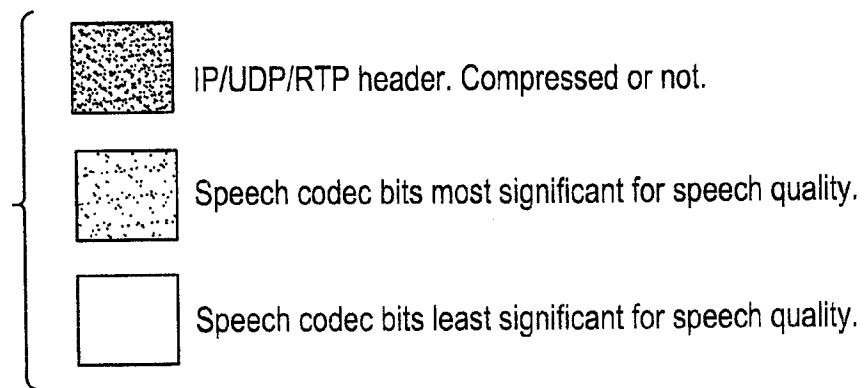 IP/UDP/RTP header. Compressed or not.
Speech codec bits most significant for speech quality.
Speech codec bits least significant for speech quality.